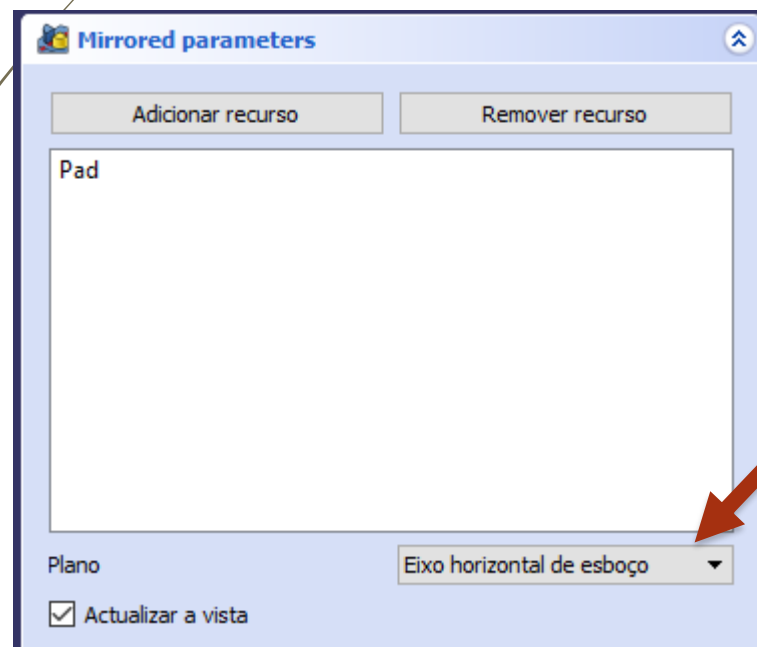 Mirrored parameters
Adicionar recurso Remover recurso
Pad
Plano Eixo horizontal de esboço
Actualizar a vista